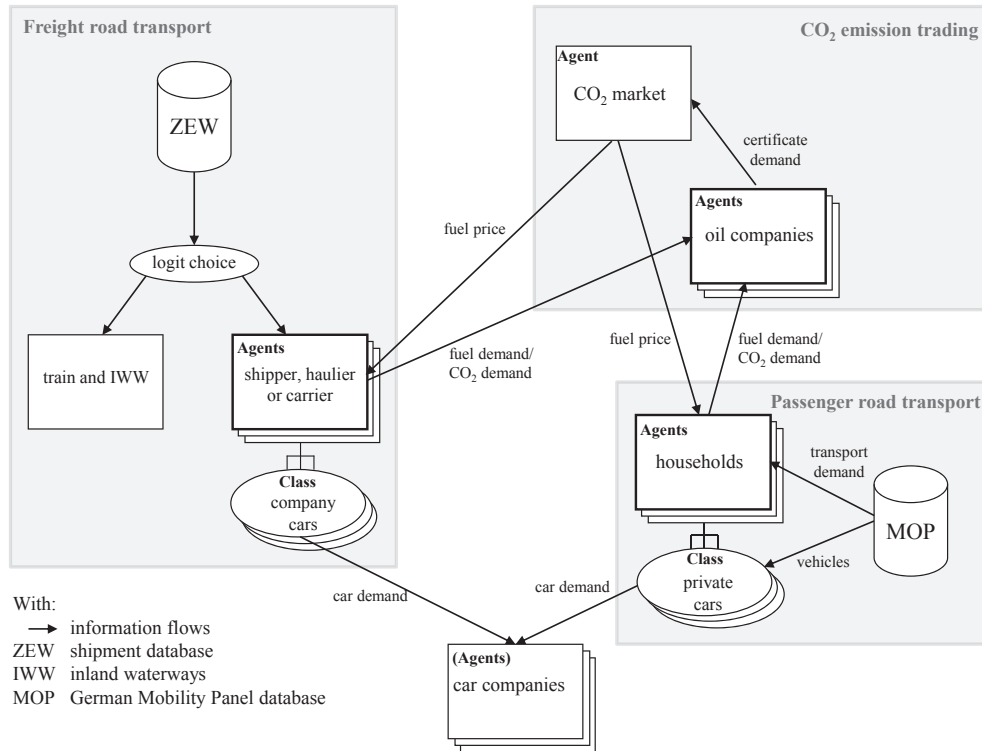 Freight road transport
ZEW
logit choice
train and IWW
Agents
shipper, haulier
or carrier
Class
company
cars
CO₂ emission trading
Agent
CO₂ market
certificate
demand
Agents
oil companies
fuel price
fuel demand/
CO₂ demand
fuel price
fuel demand/
CO₂ demand
Passenger road transport
Agents
households
transport
demand
MOP
vehicles
Class
private
cars
car demand
car demand
(Agents)
car companies
With:
information flows
ZEW shipment database
IWW inland waterways
MOP German Mobility Panel database